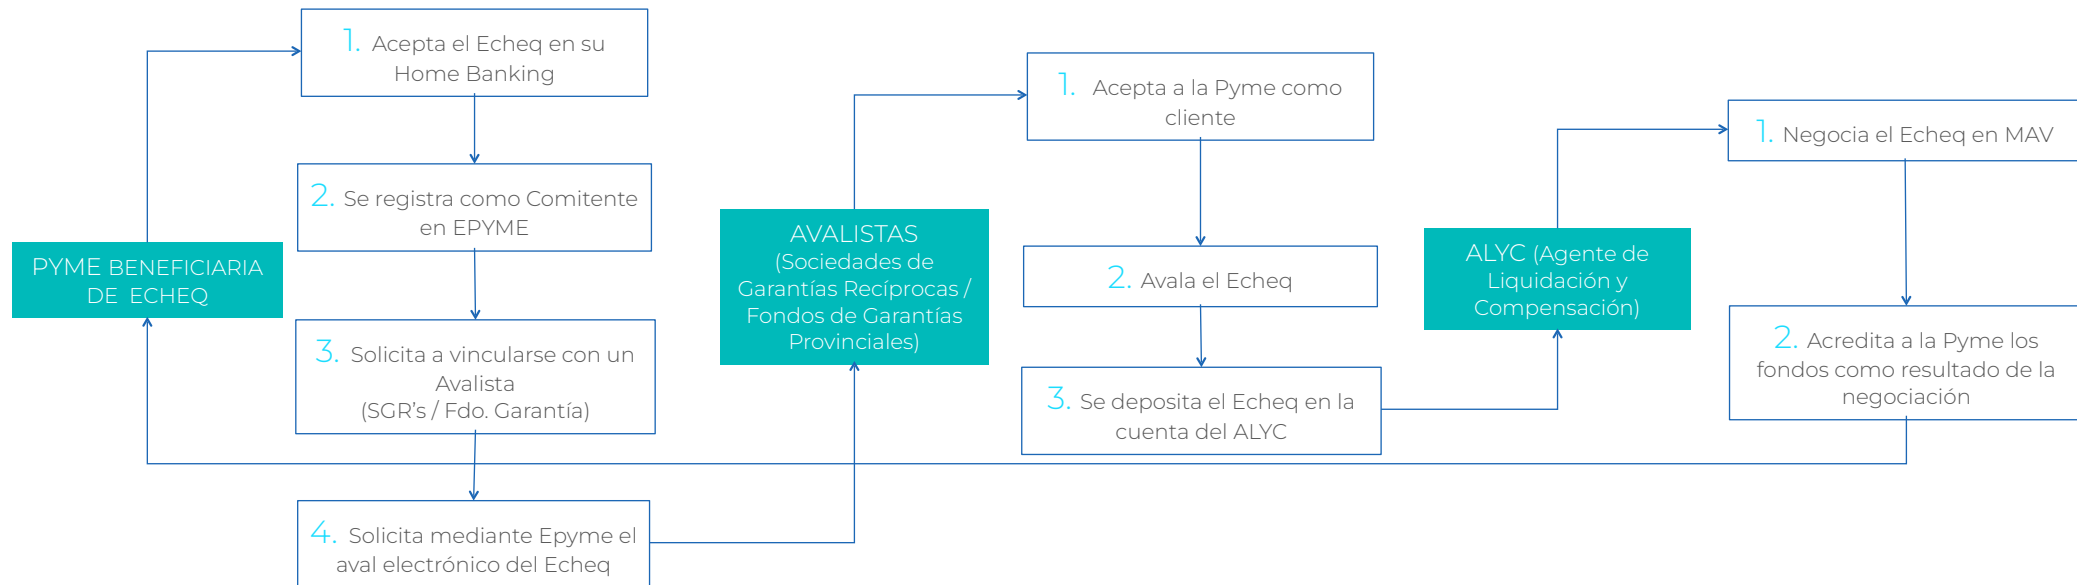 PYME BENEFICIARIA
DE ECHEQ
1. Acepta el Echeq en su
Home Banking
2. Se registra como Comitente
en EPYME
3. Solicita a vincularse con un
Avalista
(SGR's / Fdo. Garantía)
4. Solicita mediante Epyme el
aval electrónico del Echeq
AVALISTAS
(Sociedades de
Garantías Recíprocas /
Fondos de Garantías
Provinciales)
1. Acepta a la Pyme como
cliente
2. Avala el Echeq
3. Se deposita el Echeq en la
cuenta del ALYC
ALYC (Agente de
Liquidación y
Compensación)
1. Negocia el Echeq en MAV
2. Acredita a la Pyme los
fondos como resultado de la
negociación